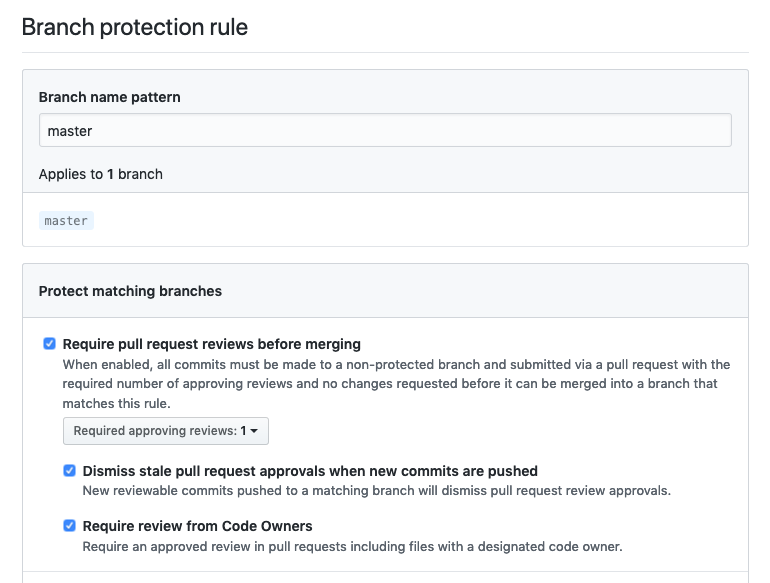 Branch protection rule
Branch name pattern
master
Applies to 1 branch
master
Protect matching branches
Require pull request reviews before merging
When enabled, all commits must be made to a non-protected branch and submitted via a pull request with the
required number of approving reviews and no changes requested before it can be merged into a branch that
matches this rule.
Required approving reviews: 1
Dismiss stale pull request approvals when new commits are pushed
New reviewable commits pushed to a matching branch will dismiss pull request review approvals.
Require review from Code Owners
Require an approved review in pull requests including files with a designated code owner.